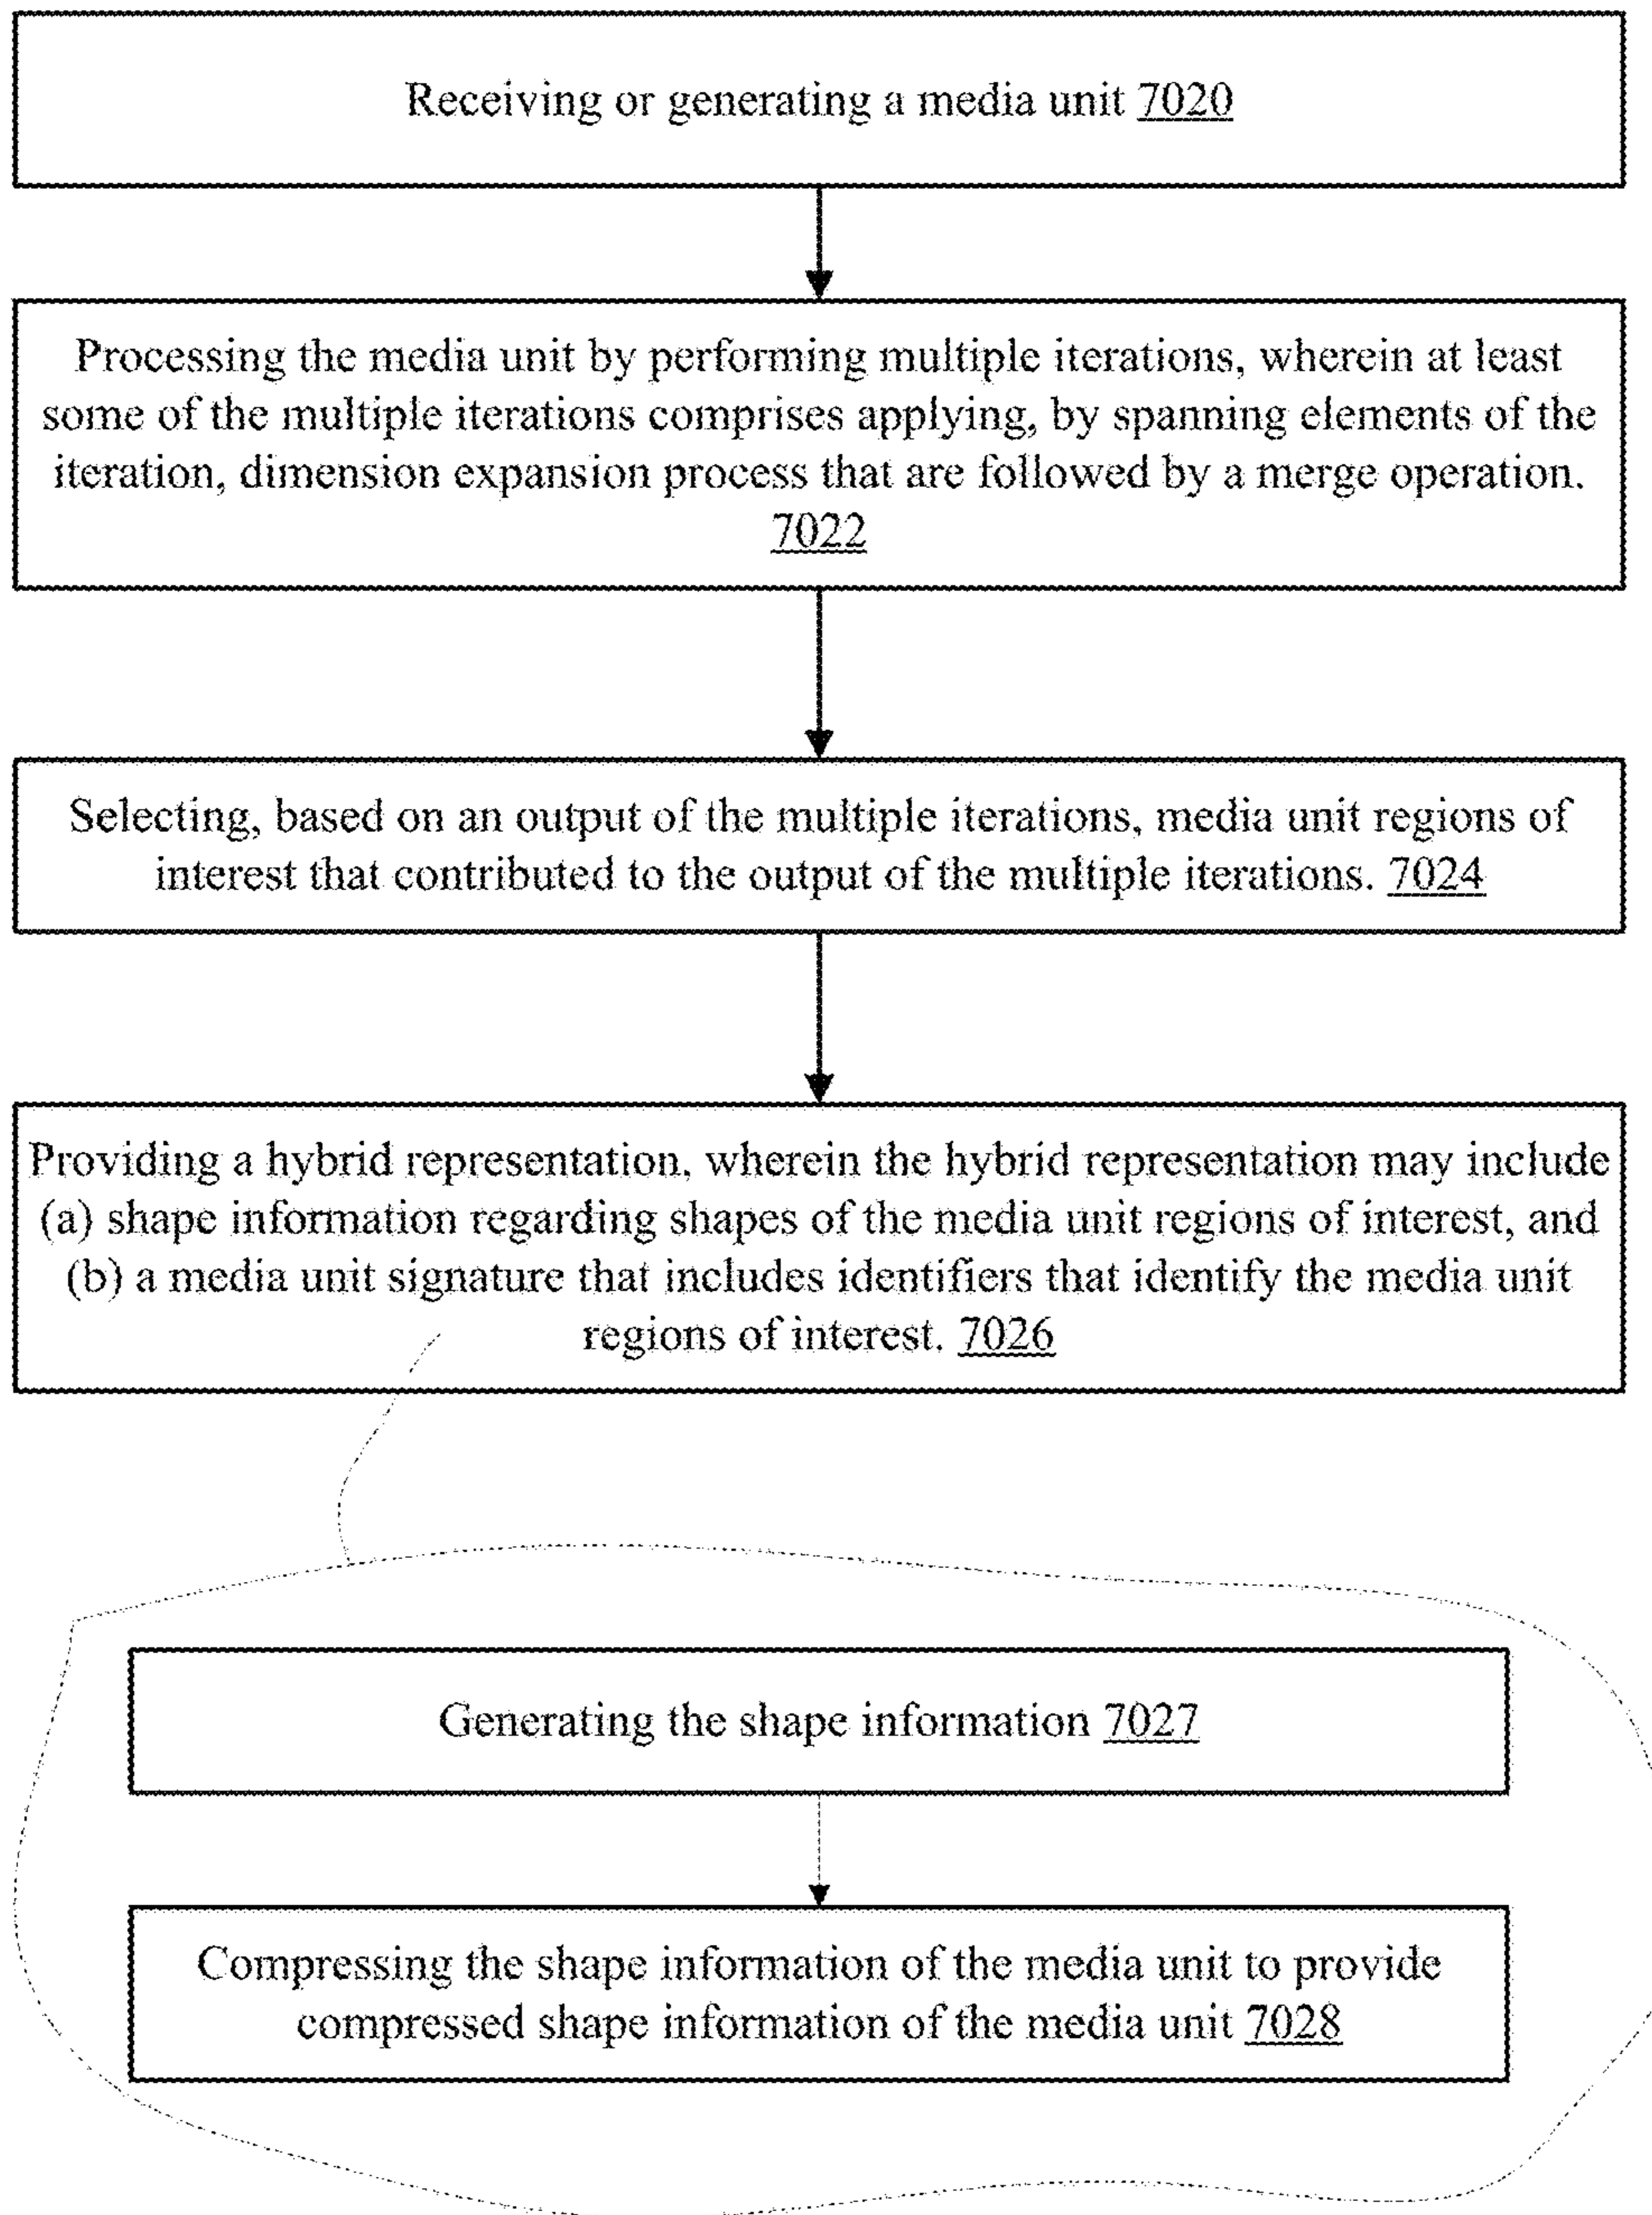 Receiving or generating a media unit 7020
Processing the media unit by performing multiple iterations, wherein at least
some of the multiple iterations comprises applying, by spanning elements of the
iteration, dimension expansion process that are followed by a merge operation.
7022
Selecting, based on an output of the multiple iterations, media unit regions of
interest that contributed to the output of the multiple iterations. 7024
Providing a hybrid representation, wherein the hybrid representation may include
(a) shape information regarding shapes of the media unit regions of interest, and
(b) a media unit signature that includes identifiers that identify the media unit
regions of interest. 7026
Generating the shape information 7027
Compressing the shape information of the media unit to provide
compressed shape information of the media unit 7028